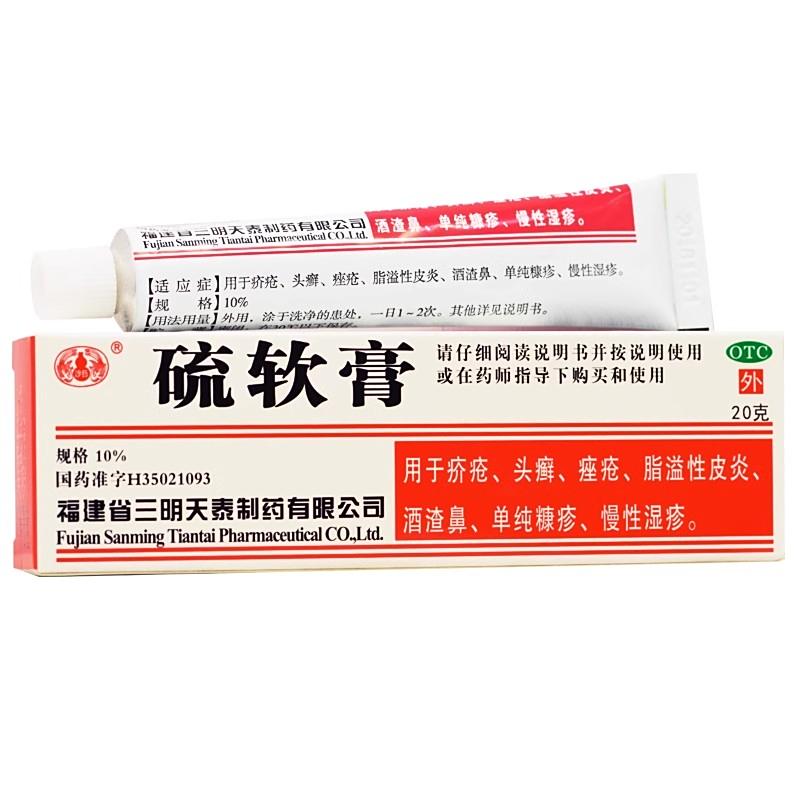 福建省三明天泰制药有限公司
Fujian Sanming Tiantai Pharmaceutical CO.,Ltd.
酒渣鼻、单纯糠疹、慢性湿疹。
【适应症】用于疥疮、头癣、痤疮、脂溢性皮炎、酒渣鼻、单纯糠疹、慢性湿疹。
【规 格】10%
【用法用量】外用，涂于洗净的患处，一日1~2次。其他详见说明书。
®
硫软膏
请仔细阅读说明书并按说明使用
或在药师指导下购买和使用
OTC
外
20克
规格 10%
国药准字H35021093
福建省三明天泰制药有限公司
Fujian Sanming Tiantai Pharmaceutical CO.,Ltd.
用于疥疮、头癣、痤疮、脂溢性皮炎、
酒渣鼻、单纯糠疹、慢性湿疹。